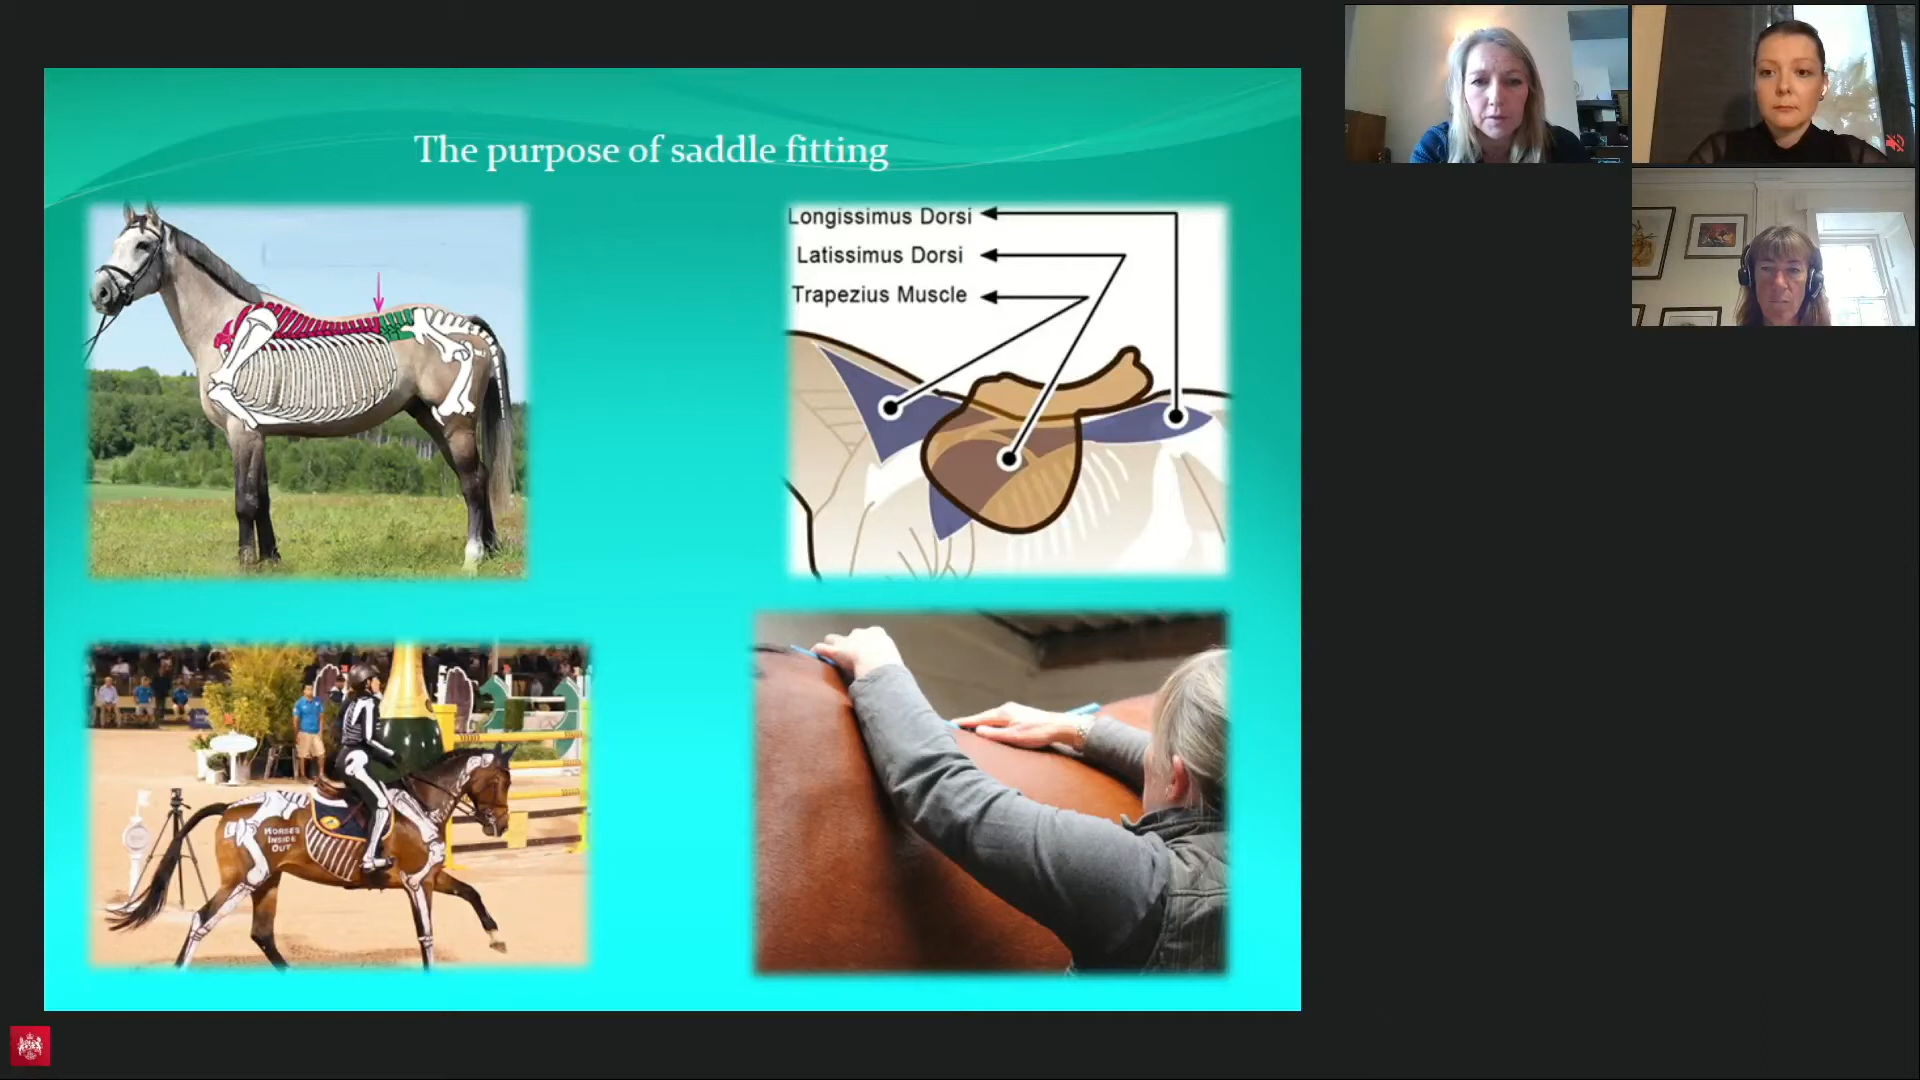 The purpose of saddle fitting
Longissimus Dorsi
Latissimus Dorsi
Trapezius Muscle
HORSES
INSIDE
OUT